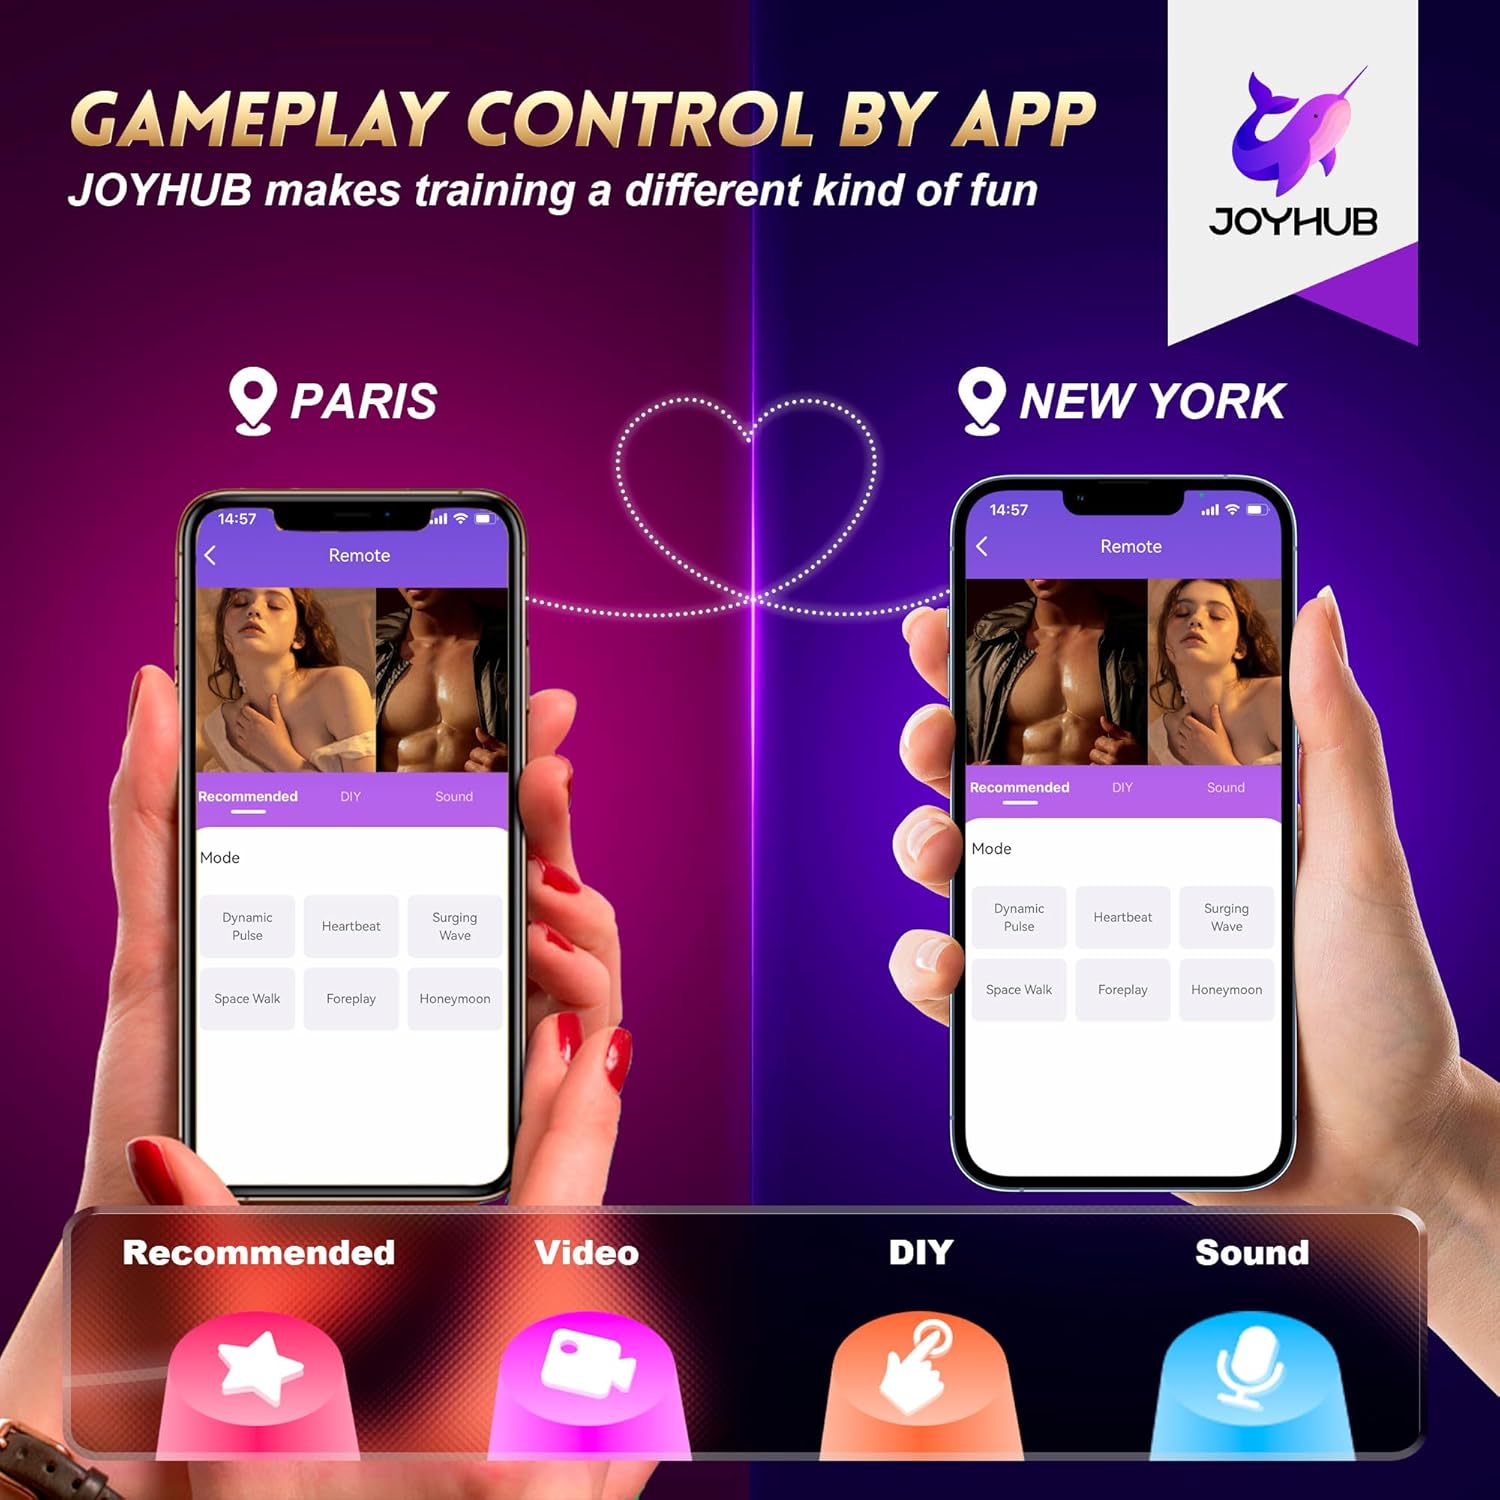 GAMEPLAY CONTROL BY APP
JOYHUB makes training a different kind of fun
JOYHUB
PARIS
NEW YORK
14:57
Remote
Recommended DIY Sound
Mode
Dynamic
Pulse
Heartbeat
Surging
Wave
Space Walk
Foreplay
Honeymoon
14:57
Remote
Recommended DIY Sound
Mode
Dynamic
Pulse
Heartbeat
Surging
Wave
Space Walk
Foreplay
Honeymoon
Recommended Video DIY Sound